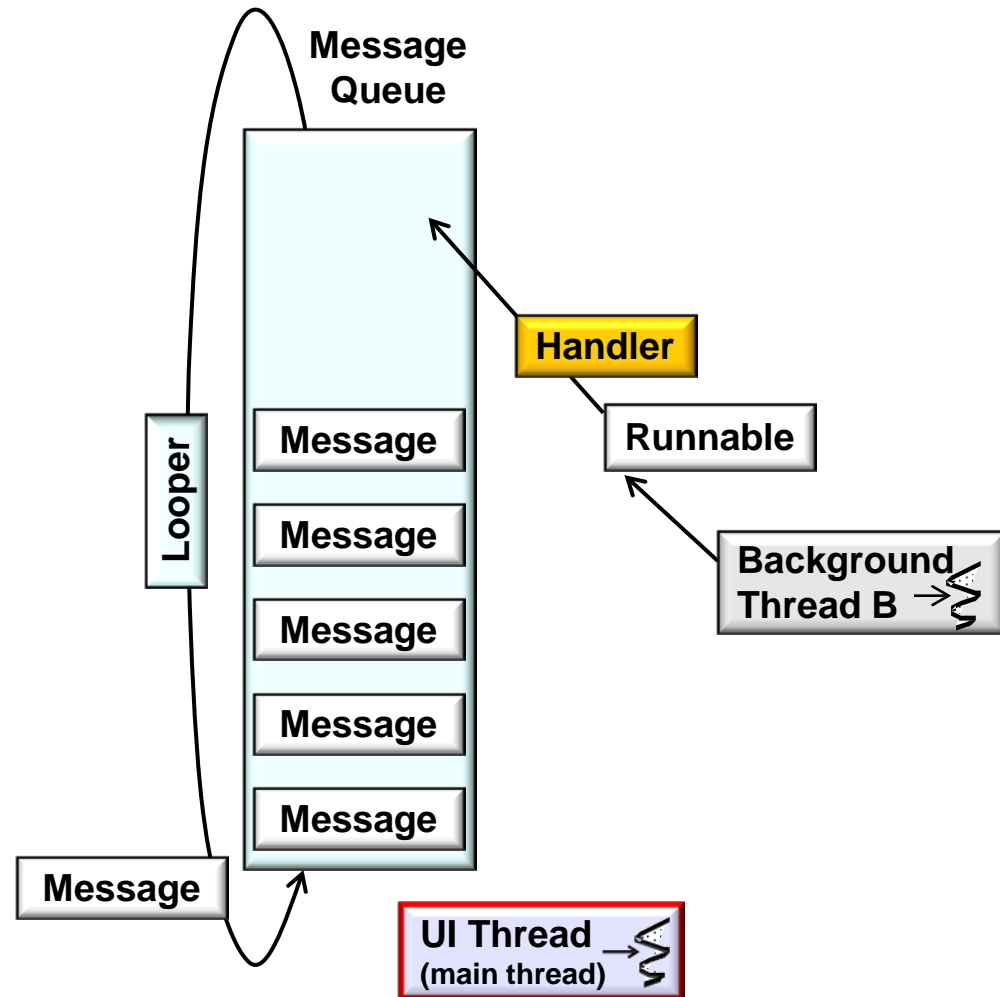 Message
Queue
Handler
Message
Runnable
Looper
Message
Background
Thread B
Message
Message
Message
Message
UI Thread
(main thread)